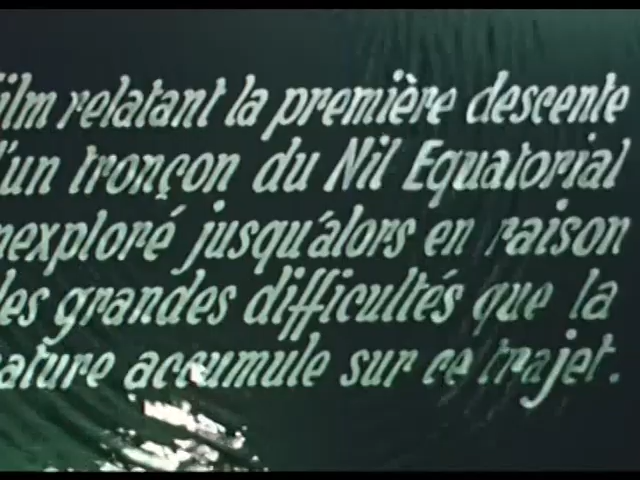 ilm relatant la première descente
'un tronçon du Nil Equatorial
nexploré jusqu'alors en raison
les grandes difficultés que la
ature accumule sur ce trajet.